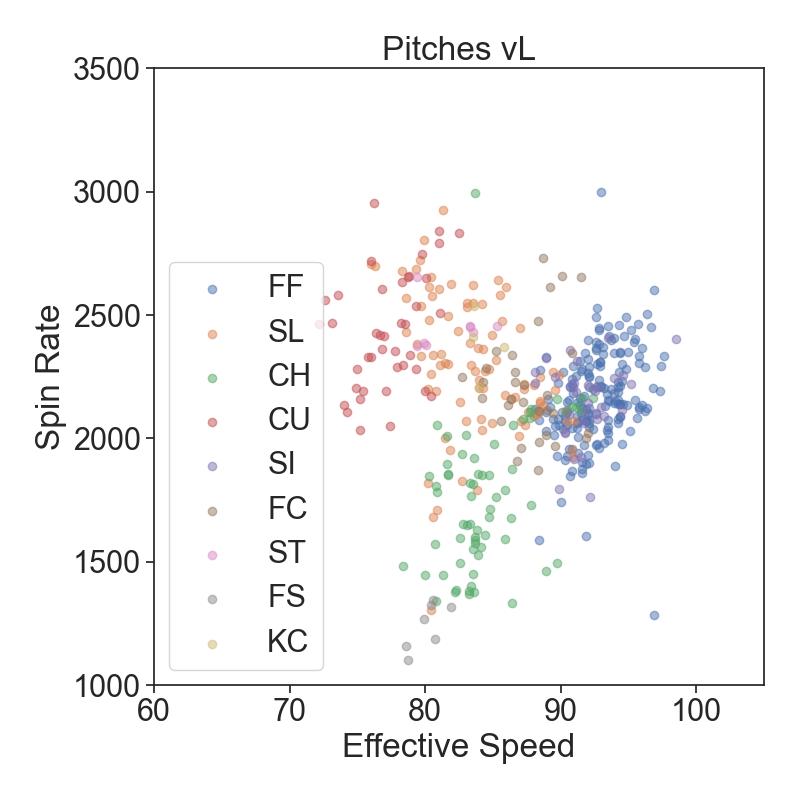 Pitches vL
3500
3000
2500
2000
1500
1000
Spin Rate
FF
SL
CH
CU
SI
FC
ST
FS
KC
60 70 80 90 100
Effective Speed